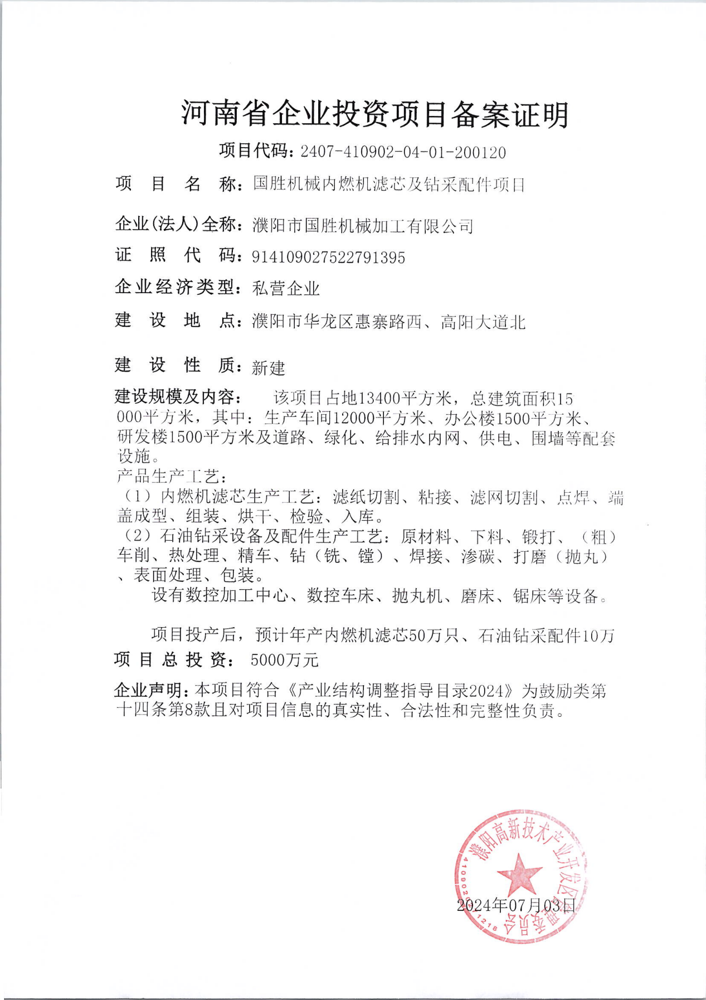 河南省企业投资项目备案证明
项目代码：2407-410902-04-01-200120
项目名称：国胜机械内燃机滤芯及钻采配件项目
企业(法人)全称：濮阳市国胜机械加工有限公司
证照代码：914109027522791395
企业经济类型：私营企业
建设地点：濮阳市华龙区惠寨路西、高阳大道北
建设性质：新建
建设规模及内容：该项目占地13400平方米，总建筑面积15
000平方米，其中：生产车间12000平方米、办公楼1500平方米、
研发楼1500平方米及道路、绿化、给排水内网、供电、围墙等配套
设施。
产品生产工艺：
（1）内燃机滤芯生产工艺：滤纸切割、粘接、滤网切割、点焊、端
盖成型、组装、烘干、检验、入库。
（2）石油钻采设备及配件生产工艺：原材料、下料、锻打、（粗）
车削、热处理、精车、钻（铣、镗）、焊接、渗碳、打磨（抛丸）
、表面处理、包装。
设有数控加工中心、数控车床、抛丸机、磨床、锯床等设备。
项目投产后，预计年产内燃机滤芯50万只、石油钻采配件10万
项目总投资：5000万元
企业声明：本项目符合《产业结构调整指导目录2024》为鼓励类第
十四条第8款且对项目信息的真实性、合法性和完整性负责。
濮阳高新技术产业开发区管理委员会
2024年07月03日